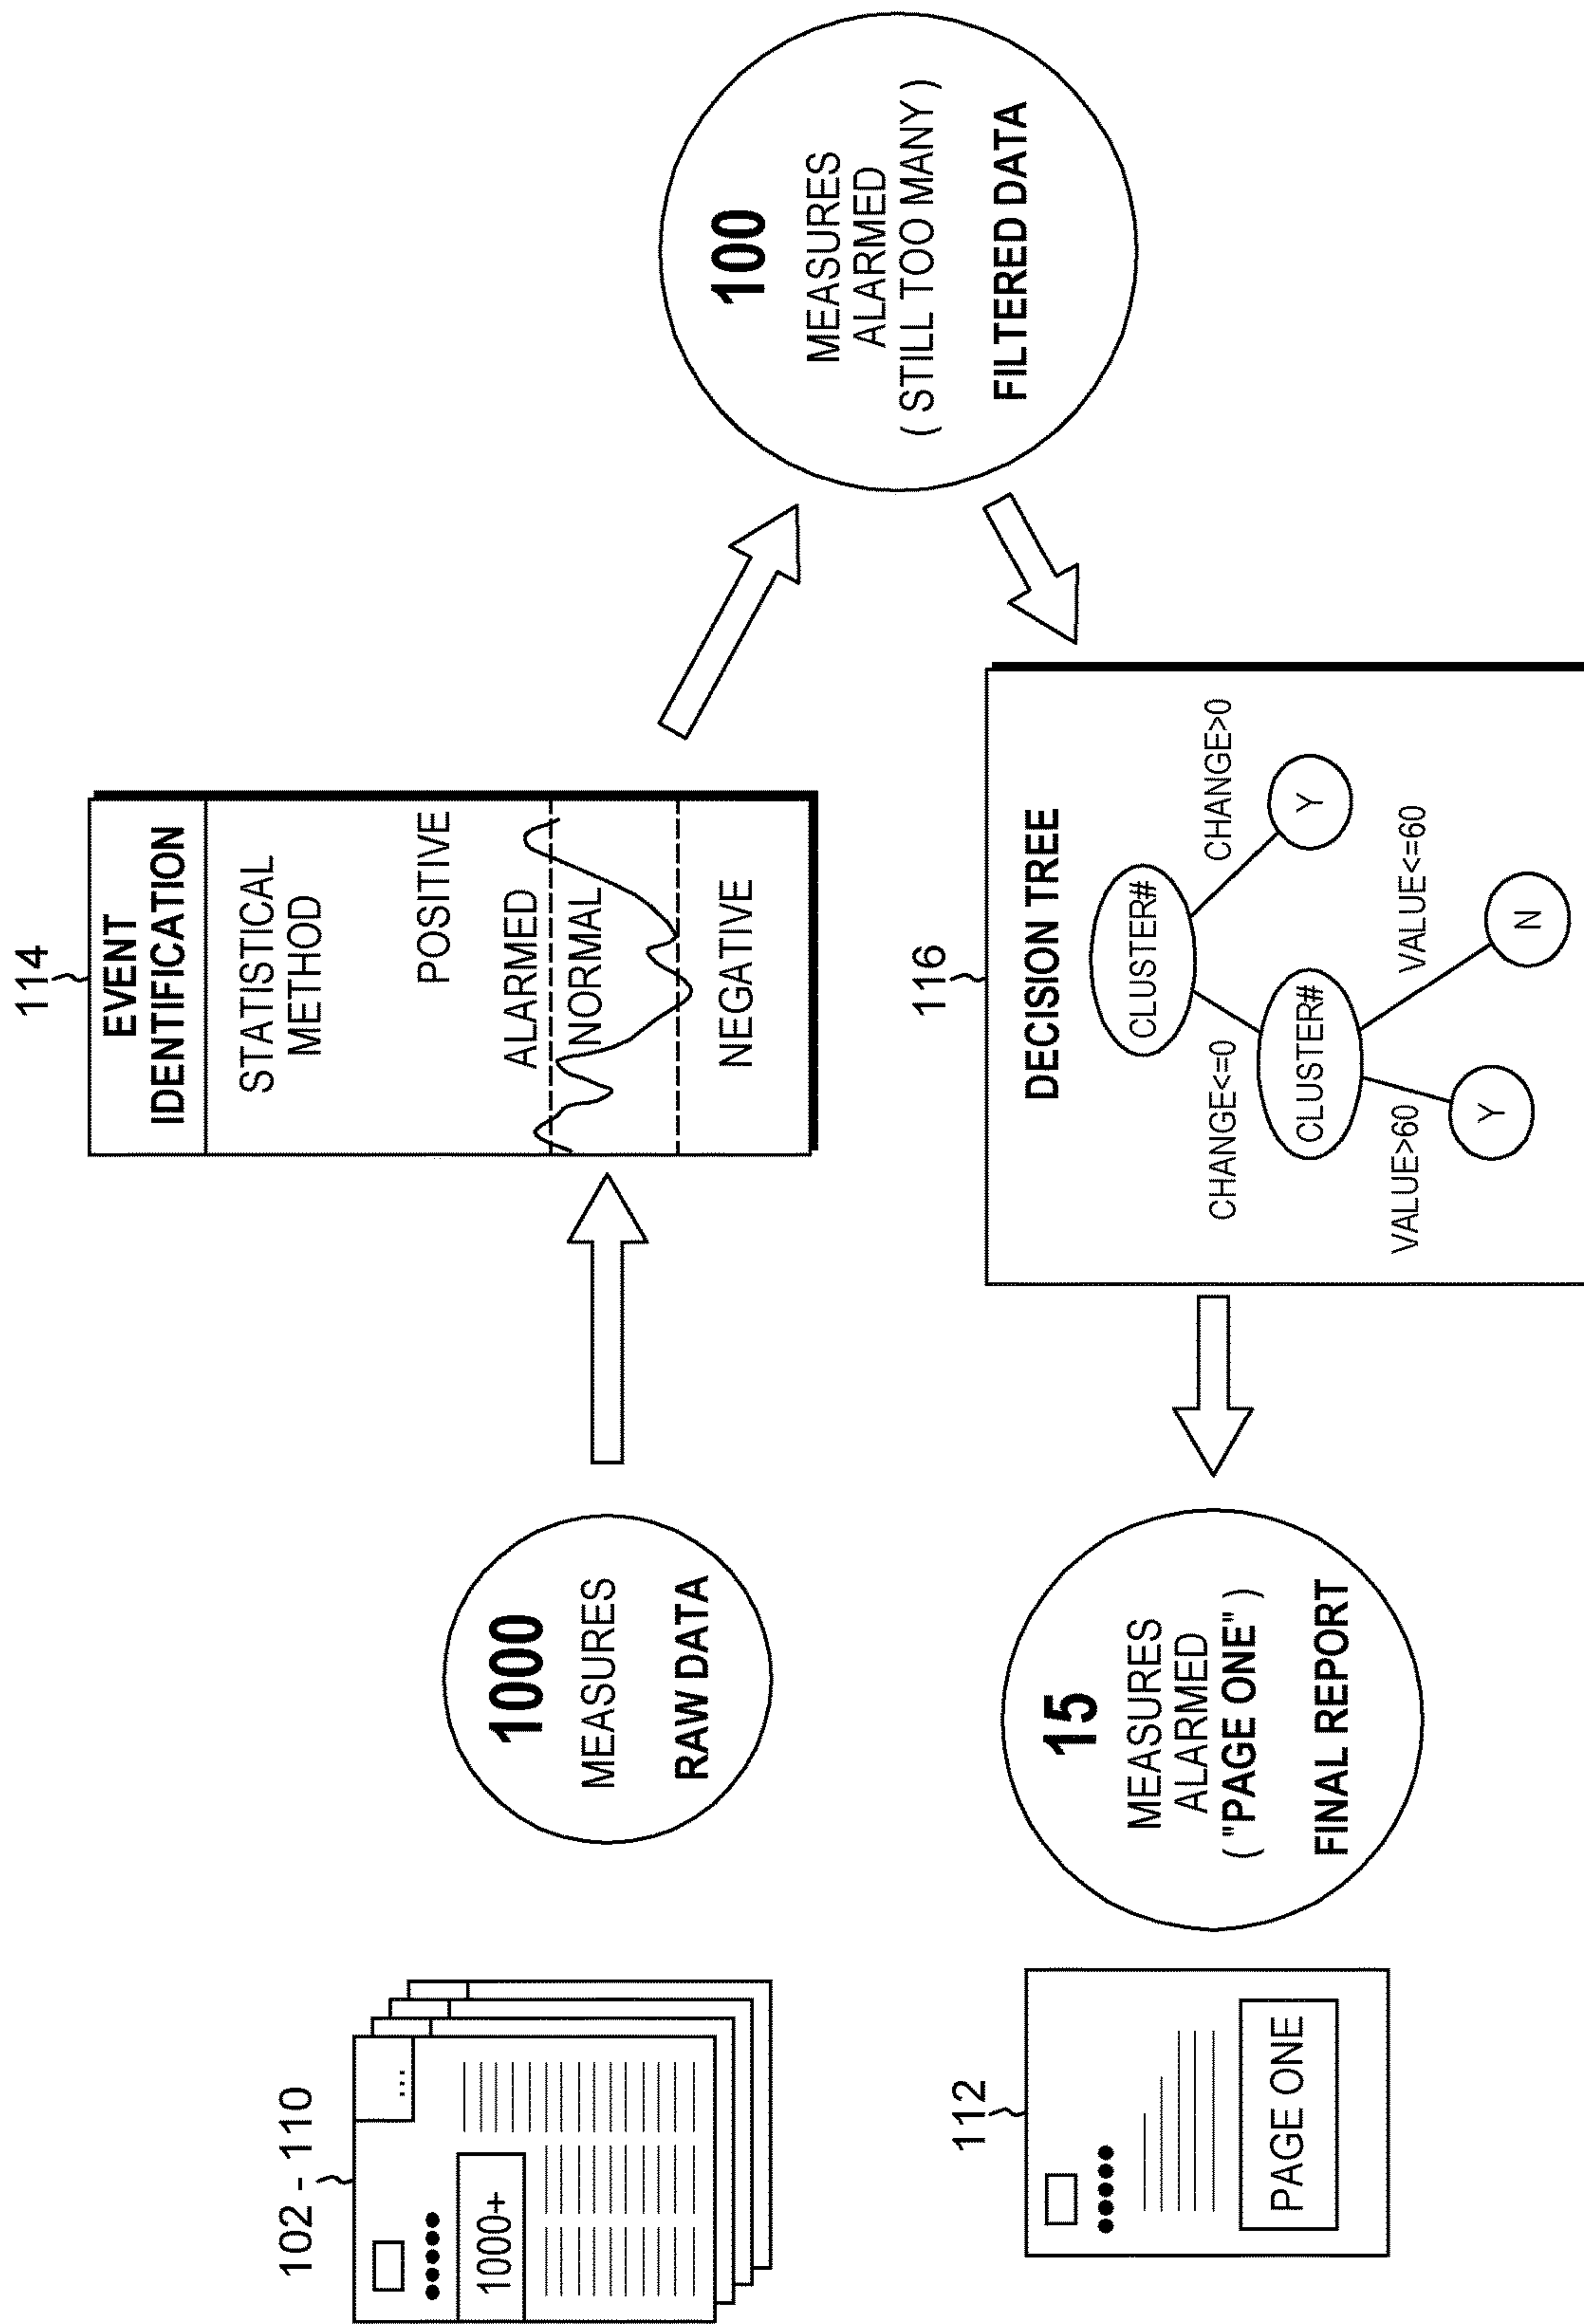 102 - 110
...
1000+
1000
MEASURES
RAW DATA
114
EVENT
IDENTIFICATION
STATISTICAL
METHOD
POSITIVE
ALARMED
NORMAL
NEGATIVE
100
MEASURES
ALARMED
( STILL TOO MANY )
FILTERED DATA
116
DECISION TREE
CLUSTER#
CHANGE<=0
CHANGE>0
CLUSTER#
Y
VALUE>60
VALUE<=60
Y
N
15
MEASURES
ALARMED
( "PAGE ONE" )
FINAL REPORT
112
PAGE ONE